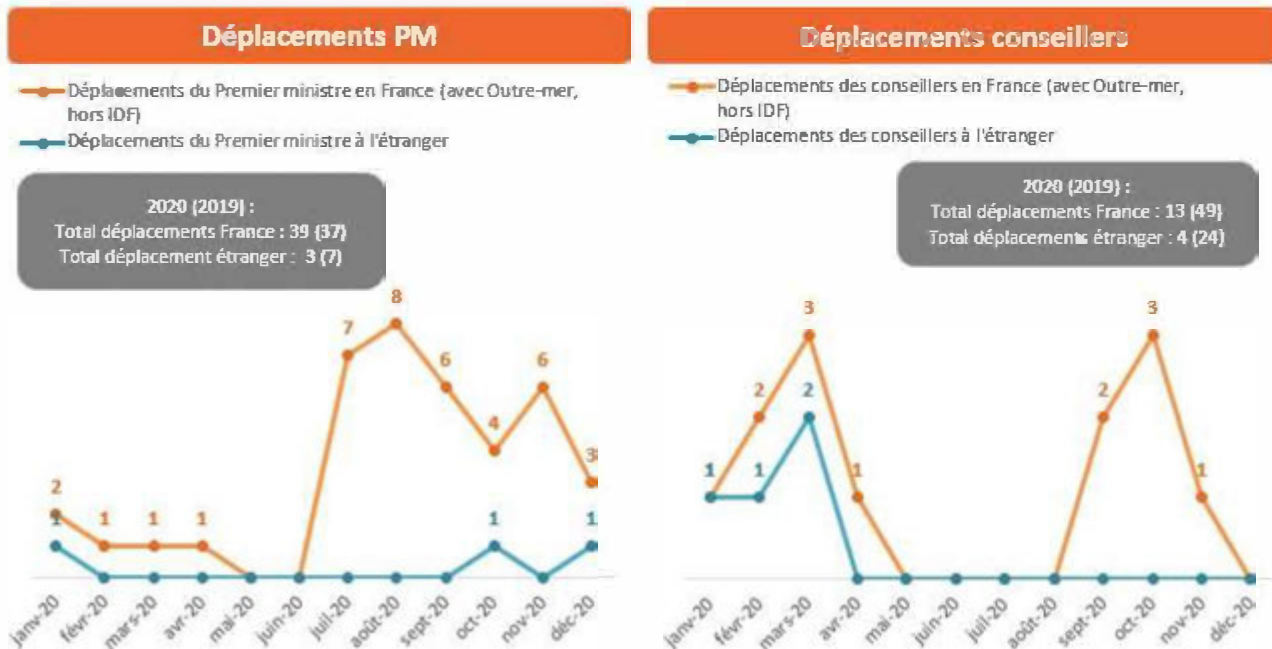 Déplacements PM
Déplacements du Premier ministre en France (avec Outre-mer,
hors IDF)
Déplacements du Premier ministre à l'étranger
2020 (2019) :
Total déplacements France : 39 (37)
Total déplacement étranger : 3 (7)
8
7
6
6
4
3
2
1
1
1
1
1
1
janv-20
févr-20
mars-20
avr-20
mai-20
juin-20
juil-20
août-20
sept-20
oct-20
nov-20
déc-20
Déplacements conseillers
Déplacements des conseillers en France (avec Outre-mer,
hors IDF)
Déplacements des conseillers à l'étranger
2020 (2019) :
Total déplacements France : 13 (49)
Total déplacements étranger : 4 (24)
3
3
2
2
2
1
1
1
1
janv-20
févr-20
mars-20
avr-20
mai-20
juin-20
juil-20
août-20
sept-20
oct-20
nov-20
déc-20